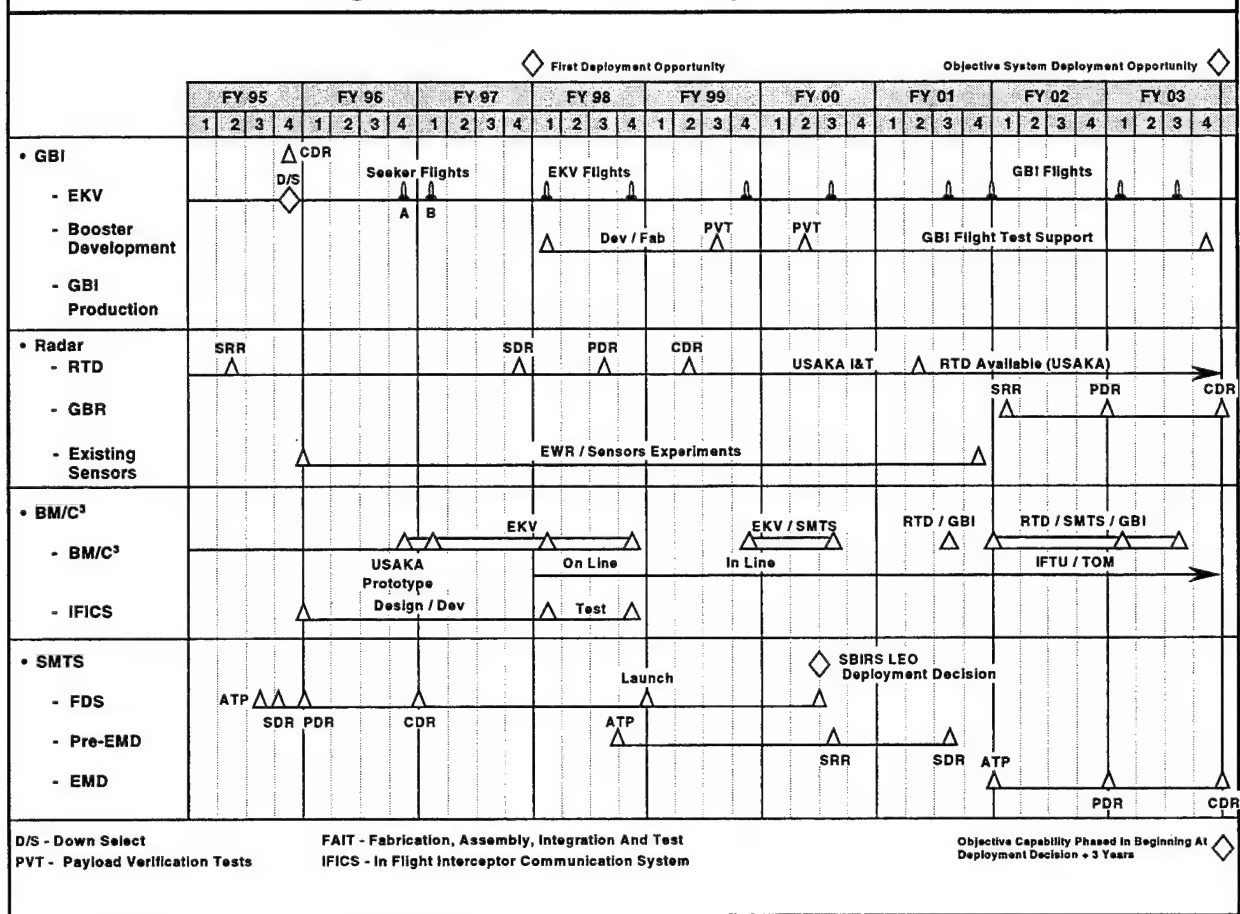 First Deployment Opportunity
Objective System Deployment Opportunity
FY 95 FY 96 FY 97 FY 98 FY 99 FY 00 FY 01 FY 02 FY 03
1 2 3 4 1 2 3 4 1 2 3 4 1 2 3 4 1 2 3 4 1 2 3 4 1 2 3 4 1 2 3 4 1 2 3 4
• GBI
CDR
D/S
Seeker Flights
EKV Flights
GBI Flights
- EKV
A B
- Booster
Development
Dev / Fab
PVT
PVT
GBI Flight Test Support
- GBI
Production
• Radar
SRR SDR PDR CDR
- RTD
USAKA I&T
RTD Available (USAKA)
- GBR
SRR PDR CDR
- Existing
Sensors
EWR / Sensors Experiments
• BM/C³
- BM/C³
EKV
EKV / SMTS
RTD / GBI
RTD / SMTS / GBI
USAKA
Prototype
On Line
In Line
IFTU / TOM
- IFICS
Design / Dev
Test
• SMTS
SBIRS LEO
Deployment Decision
Launch
- FDS
ATP
SDR PDR CDR
- Pre-EMD
ATP
SRR SDR
- EMD
ATP
PDR CDR
D/S - Down Select
FAIT - Fabrication, Assembly, Integration And Test
PVT - Payload Verification Tests
IFICS - In Flight Interceptor Communication System
Objective Capability Phased In Beginning At
Deployment Decision + 3 Years